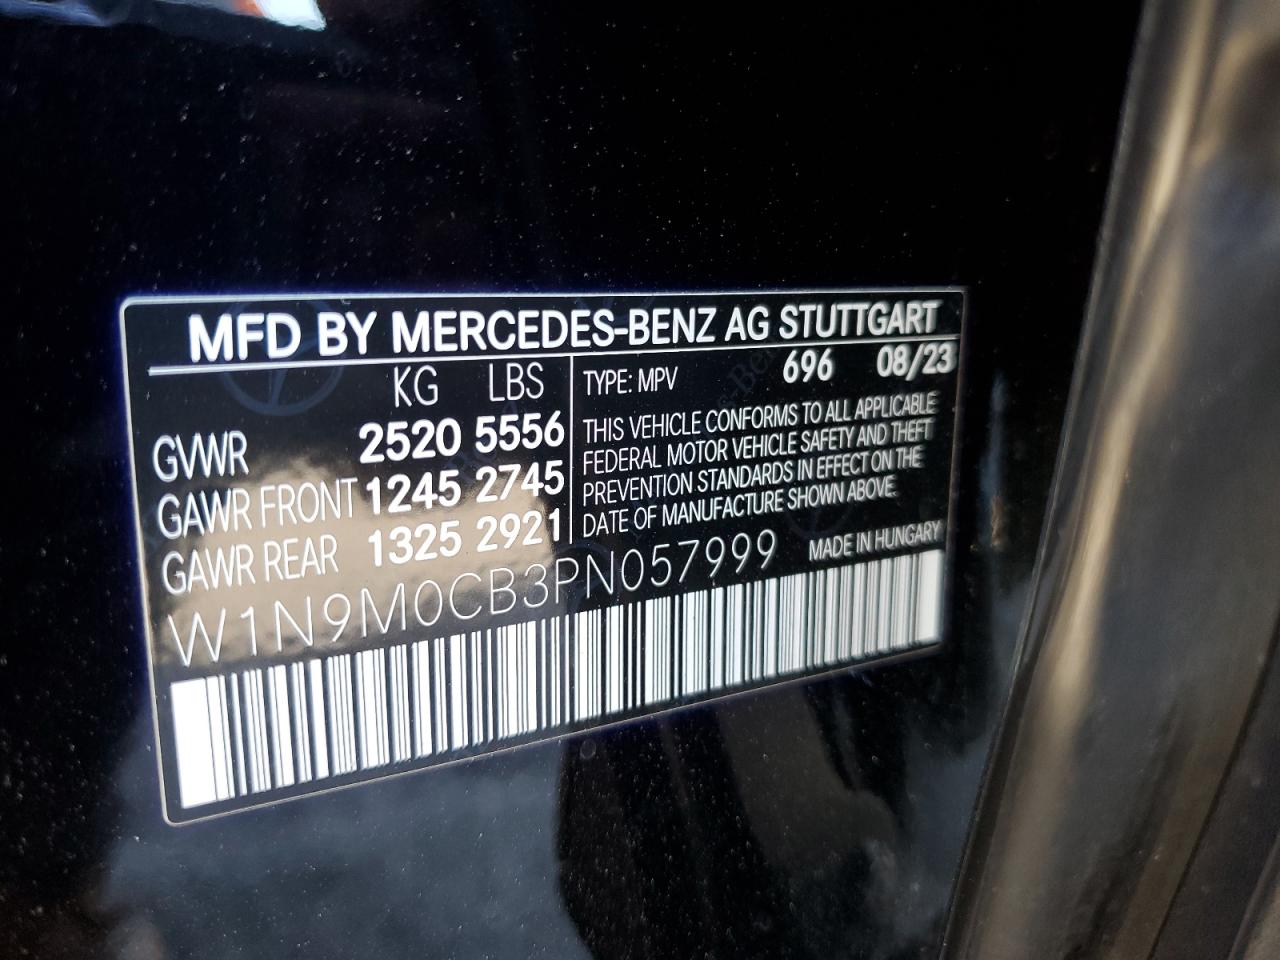 MFD BY MERCEDES-BENZ AG STUTTGART
KG LBS
GVWR 2520 5556
GAWR FRONT 1245 2745
GAWR REAR 1325 2921
TYPE: MPV 696 08/23
THIS VEHICLE CONFORMS TO ALL APPLICABLE
FEDERAL MOTOR VEHICLE SAFETY AND THEFT
PREVENTION STANDARDS IN EFFECT ON THE
DATE OF MANUFACTURE SHOWN ABOVE.
W1N9M0CB3PN057999 MADE IN HUNGARY